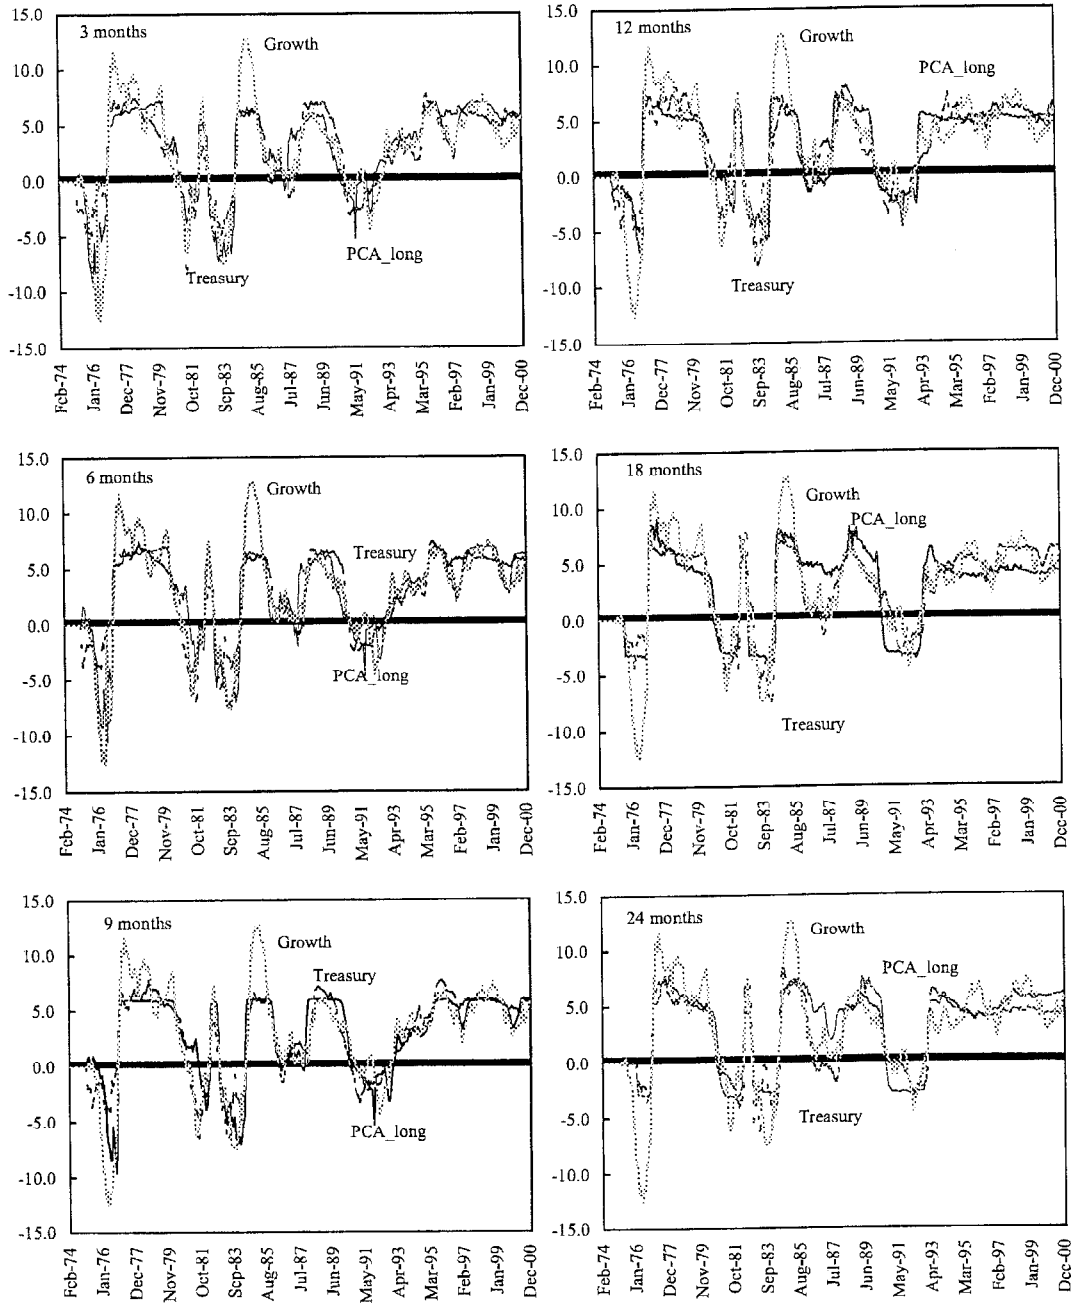 15.0
3 months
Growth
10.0
5.0
0.0
-5.0
PCA_long
Treasury
-10.0
-15.0
Feb-74
Jan-76
Dec-77
Nov-79
Oct-81
Sep-83
Aug-85
Jul-87
Jun-89
May-91
Apr-93
Mar-95
Feb-97
Jan-99
Dec-00
15.0
12 months
Growth
PCA_long
10.0
5.0
0.0
-5.0
Treasury
-10.0
-15.0
Feb-74
Jan-76
Dec-77
Nov-79
Oct-81
Sep-83
Aug-85
Jul-87
Jun-89
May-91
Apr-93
Mar-95
Feb-97
Jan-99
Dec-00
15.0
6 months
Growth
10.0
Treasury
5.0
0.0
-5.0
PCA_long
-10.0
-15.0
Feb-74
Jan-76
Dec-77
Nov-79
Oct-81
Sep-83
Aug-85
Jul-87
Jun-89
May-91
Apr-93
Mar-95
Feb-97
Jan-99
Dec-00
15.0
18 months
Growth
PCA_long
10.0
5.0
0.0
-5.0
Treasury
-10.0
-15.0
Feb-74
Jan-76
Dec-77
Nov-79
Oct-81
Sep-83
Aug-85
Jul-87
Jun-89
May-91
Apr-93
Mar-95
Feb-97
Jan-99
Dec-00
15.0
9 months
Growth
Treasury
10.0
5.0
0.0
-5.0
PCA_long
-10.0
-15.0
Feb-74
Jan-76
Dec-77
Nov-79
Oct-81
Sep-83
Aug-85
Jul-87
Jun-89
May-91
Apr-93
Mar-95
Feb-97
Jan-99
Dec-00
15.0
24 months
Growth
PCA_long
10.0
5.0
0.0
-5.0
Treasury
-10.0
-15.0
Feb-74
Jan-76
Dec-77
Nov-79
Oct-81
Sep-83
Aug-85
Jul-87
Jun-89
May-91
Apr-93
Mar-95
Feb-97
Jan-99
Dec-00